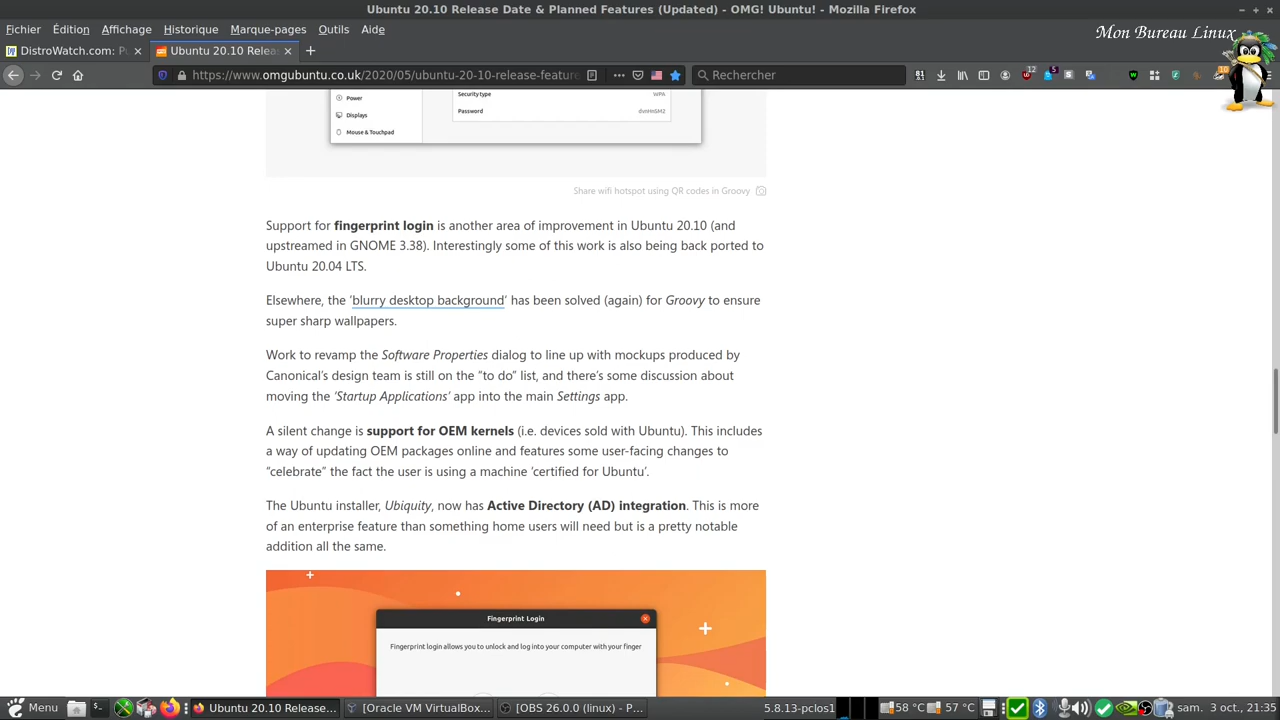 Ubuntu 20.10 Release Date & Planned Features (Updated) - OMG! Ubuntu! - Mozilla Firefox
Fichier Édition Affichage Historique Marque-pages Outils Aide
Mon Bureau Linux
DistroWatch.com: Pu
Ubuntu 20.10 Releas
https://www.omgubuntu.co.uk/2020/05/ubuntu-20-10-release-feature
Rechercher
12
5
Security type WPA
Power
Password
Displays
Mouse & Touchpad
Share wifi hotspot using QR codes in Groovy
Support for fingerprint login is another area of improvement in Ubuntu 20.10 (and
upstreamed in GNOME 3.38). Interestingly some of this work is also being back ported to
Ubuntu 20.04 LTS.
Elsewhere, the ‘blurry desktop background’ has been solved (again) for Groovy to ensure
super sharp wallpapers.
Work to revamp the Software Properties dialog to line up with mockups produced by
Canonical’s design team is still on the “to do” list, and there’s some discussion about
moving the ‘Startup Applications’ app into the main Settings app.
A silent change is support for OEM kernels (i.e. devices sold with Ubuntu). This includes
a way of updating OEM packages online and features some user-facing changes to
“celebrate” the fact the user is using a machine ‘certified for Ubuntu’.
The Ubuntu installer, Ubiquity, now has Active Directory (AD) integration. This is more
of an enterprise feature than something home users will need but is a pretty notable
addition all the same.
Fingerprint Login
Fingerprint login allows you to unlock and log into your computer with your finger
Menu
Ubuntu 20.10 Release...
[Oracle VM VirtualBox...
[OBS 26.0.0 (linux) - P...
5.8.13-pclos1
58 °C
57 °C
sam. 3 oct., 21:35